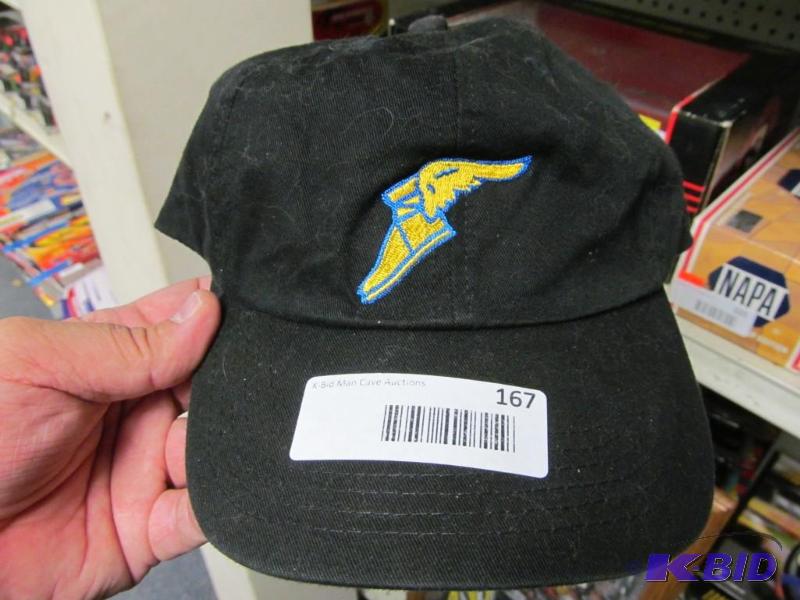 NAPA
K-Bid Man Cave Auctions
167
K-BID